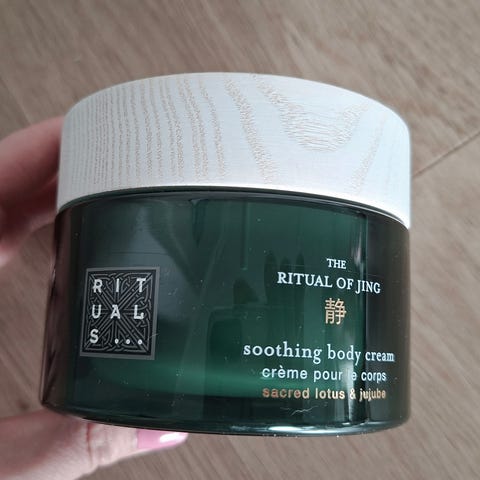 RIT
UAL
S...
THE
RITUAL OF JING
静
soothing body cream
crème pour le corps
sacred lotus & jujube